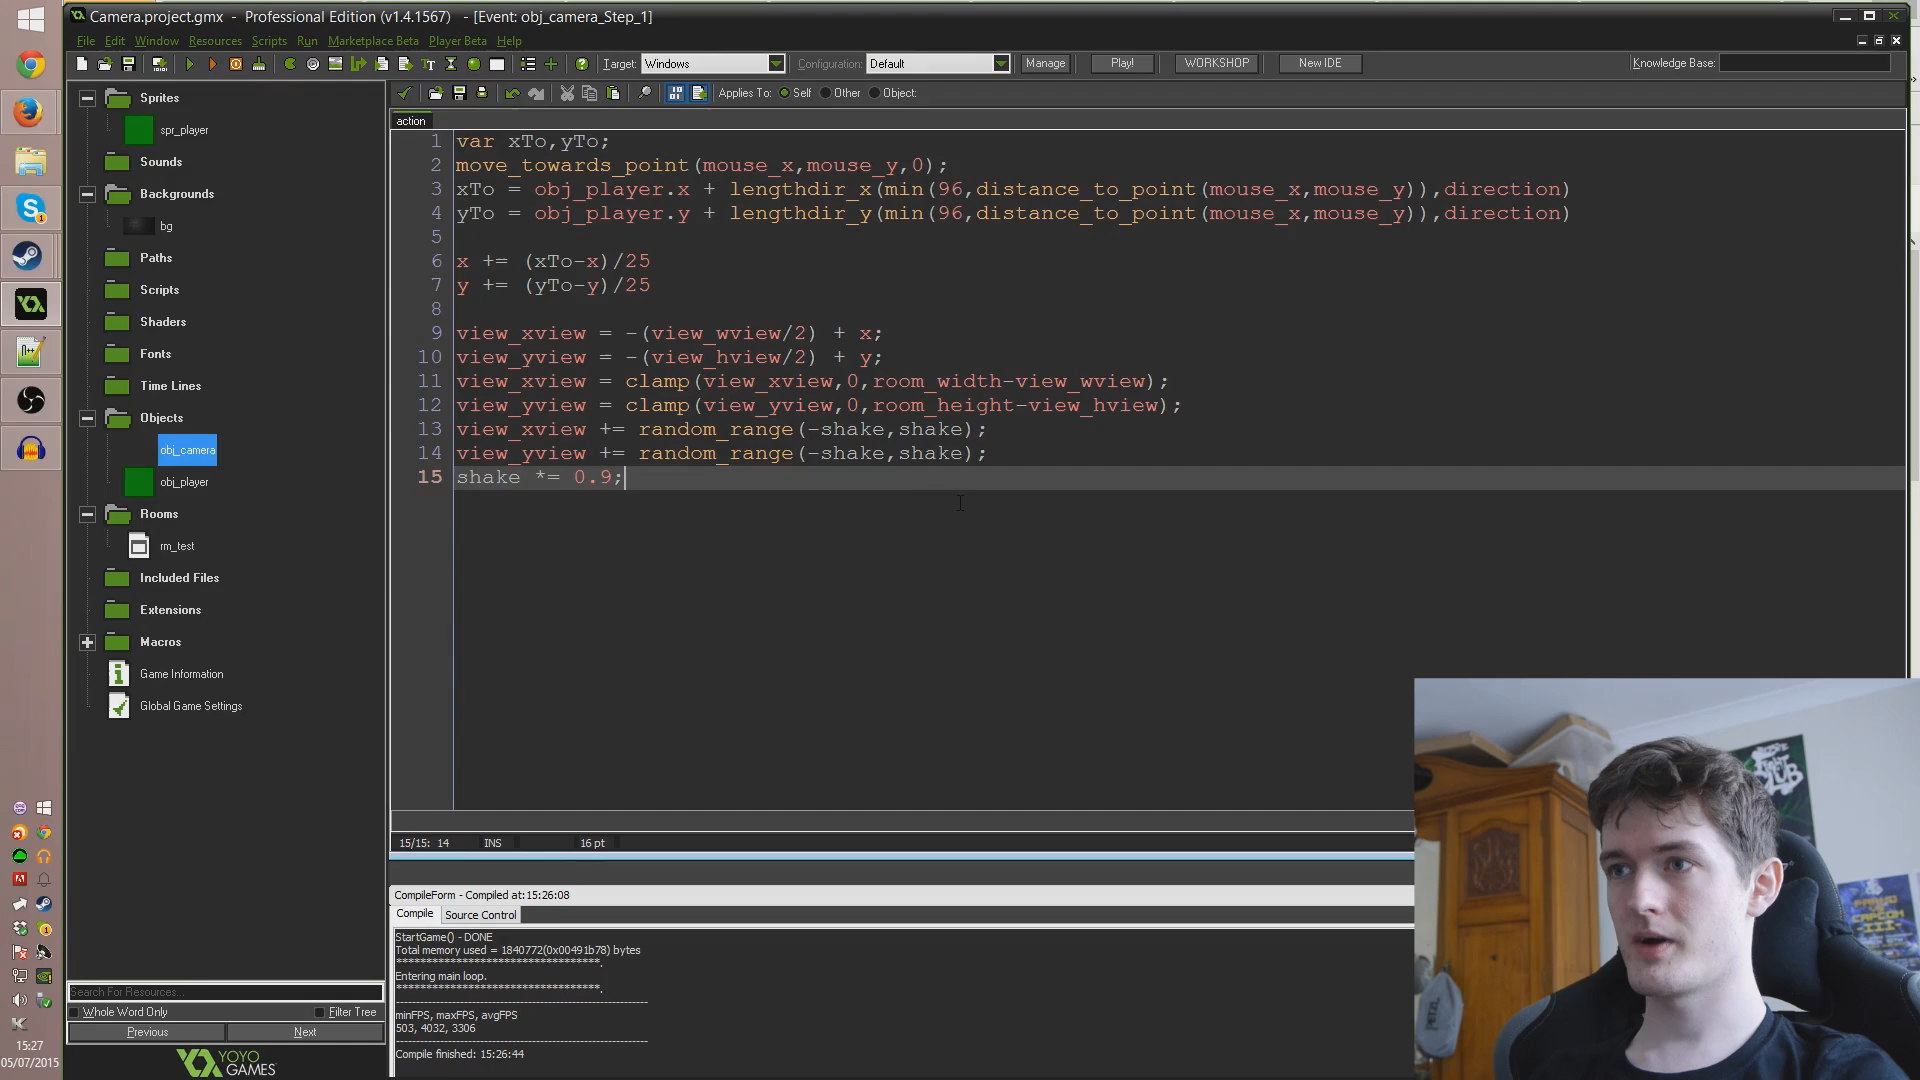 Camera.project.gmx - Professional Edition (v1.4.1567) - [Event: obj_camera_Step_1]
File Edit Window Resources Scripts Run Marketplace Beta Player Beta Help
Target: Windows Configuration: Default Manage Play! WORKSHOP New IDE Knowledge Base:
Applies To: Self Other Object:
action
Sprites
spr_player
Sounds
Backgrounds
bg
Paths
Scripts
Shaders
Fonts
Time Lines
Objects
obj_camera
obj_player
Rooms
rm_test
Included Files
Extensions
Macros
Game Information
Global Game Settings
1 var xTo,yTo;
2 move_towards_point(mouse_x,mouse_y,0);
3 xTo = obj_player.x + lengthdir_x(min(96,distance_to_point(mouse_x,mouse_y)),direction)
4 yTo = obj_player.y + lengthdir_y(min(96,distance_to_point(mouse_x,mouse_y)),direction)
5
6 x += (xTo-x)/25
7 y += (yTo-y)/25
8
9 view_xview = -(view_wview/2) + x;
10 view_yview = -(view_hview/2) + y;
11 view_xview = clamp(view_xview,0,room_width-view_wview);
12 view_yview = clamp(view_yview,0,room_height-view_hview);
13 view_xview += random_range(-shake,shake);
14 view_yview += random_range(-shake,shake);
15 shake *= 0.9;
15/15: 14 INS 16 pt
CompileForm - Compiled at:15:26:08
Compile Source Control
StartGame() - DONE
Total memory used = 1840772(0x00491b78) bytes
***********************************.
Entering main loop.
***********************************.
minFPS, maxFPS, avgFPS
503, 4032, 3306
Compile finished: 15:26:44
Search For Resources...
Whole Word Only Filter Tree
Previous Next
YOYO
GAMES
15:27
05/07/2015
FIGHT
CLUB
CAPCOM
-III-